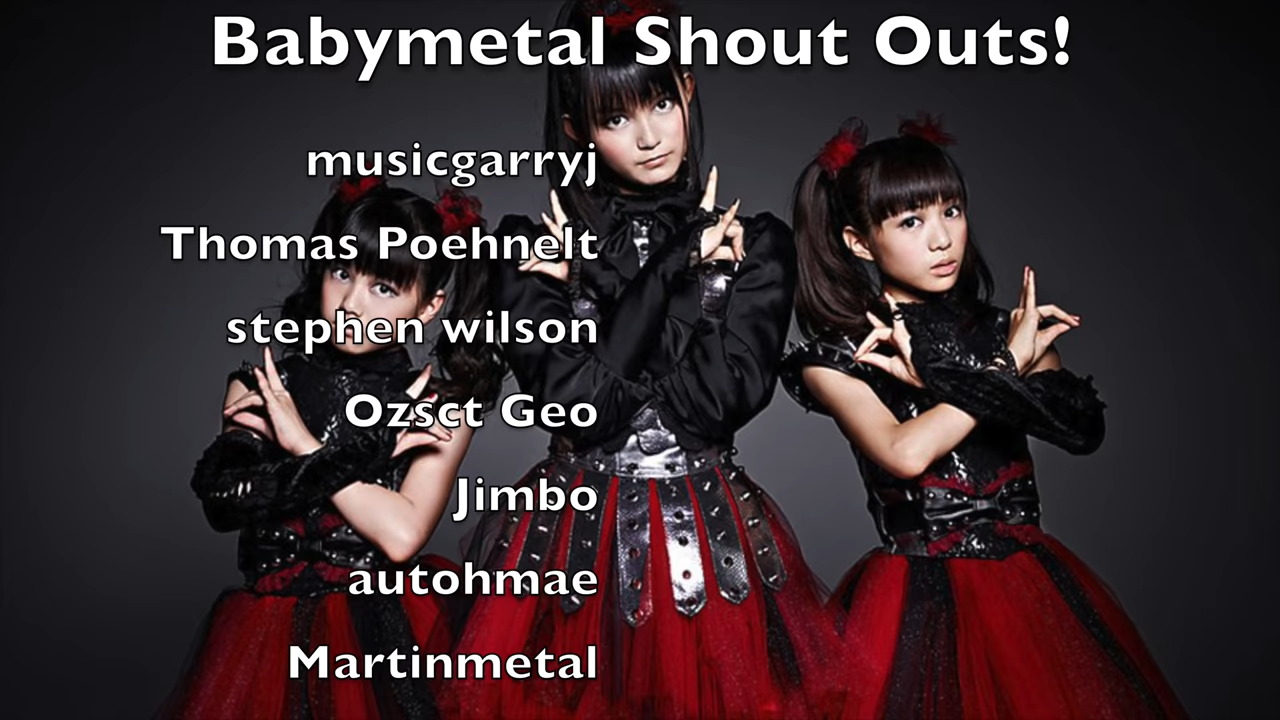 Babymetal Shout Outs!
musicgarryj
Thomas Poehnelt
stephen wilson
Ozsct Geo
Jimbo
autohmae
Martinmetal